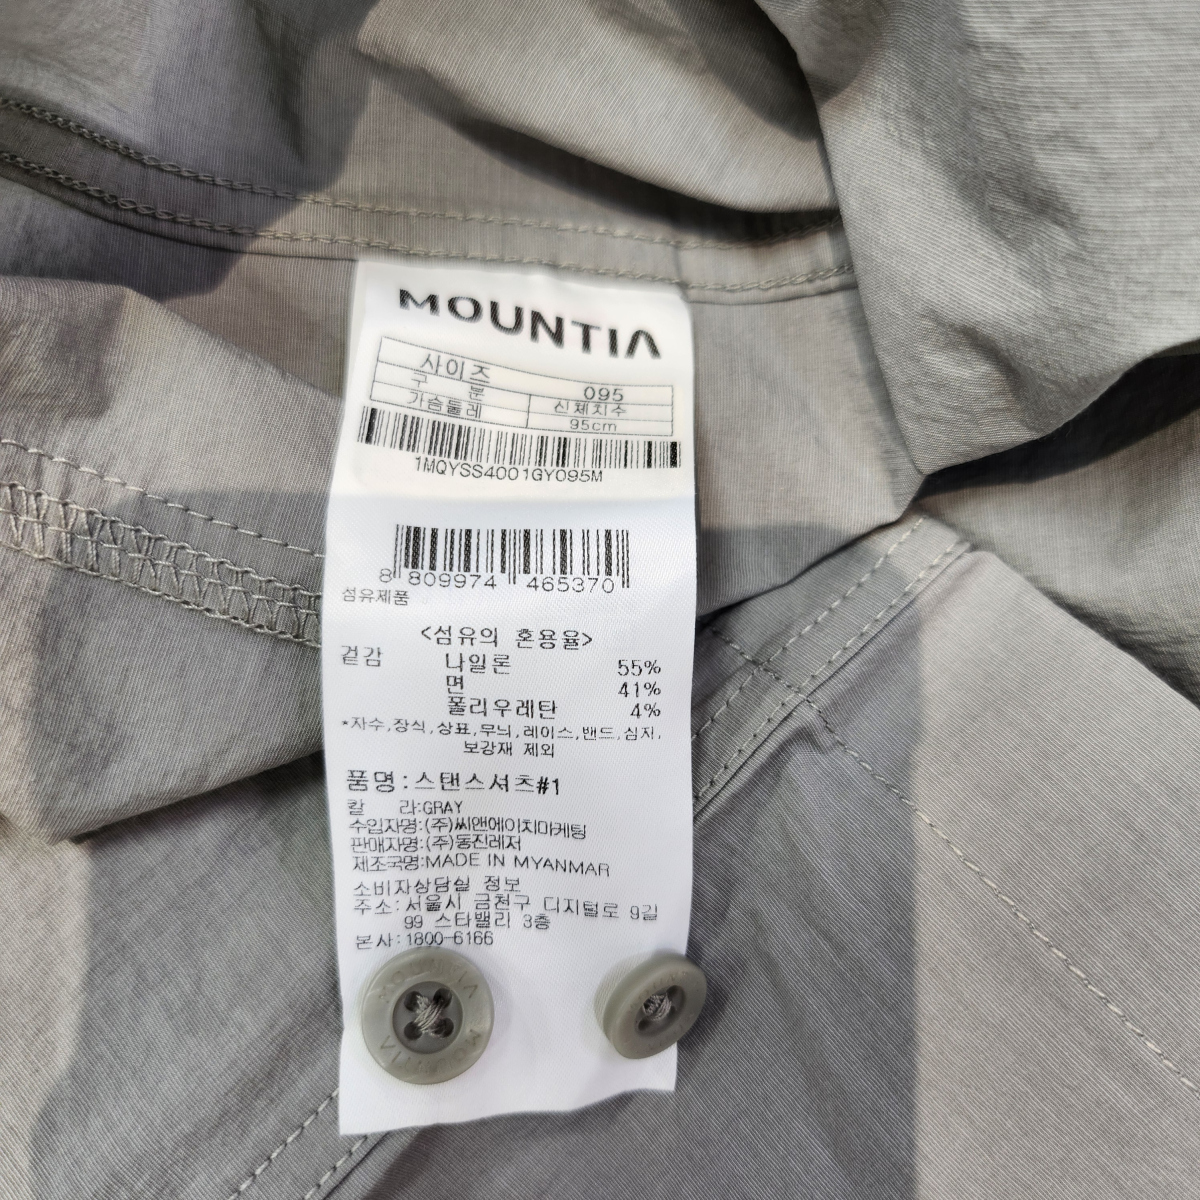 MOUNTIA
사이즈 095
구 분 신체치수
가슴둘레 95cm
1MQYSS4001GY095M
8 809974 465370
섬유제품
<섬유의 혼용율>
겉감 나일론 55%
면 41%
폴리우레탄 4%
*자수,장식,상표,무늬,레이스,밴드,심지,
보강재 제외
품명:스탠스셔츠#1
칼 라:GRAY
수입자명:(주)씨앤에이치마케팅
판매자명:(주)동진레저
제조국명:MADE IN MYANMAR
소비자상담실 정보
주소:서울시 금천구 디지털로 9길
99 스타밸리 3층
본사:1800-6166
MOUNTIA MOUNTIA